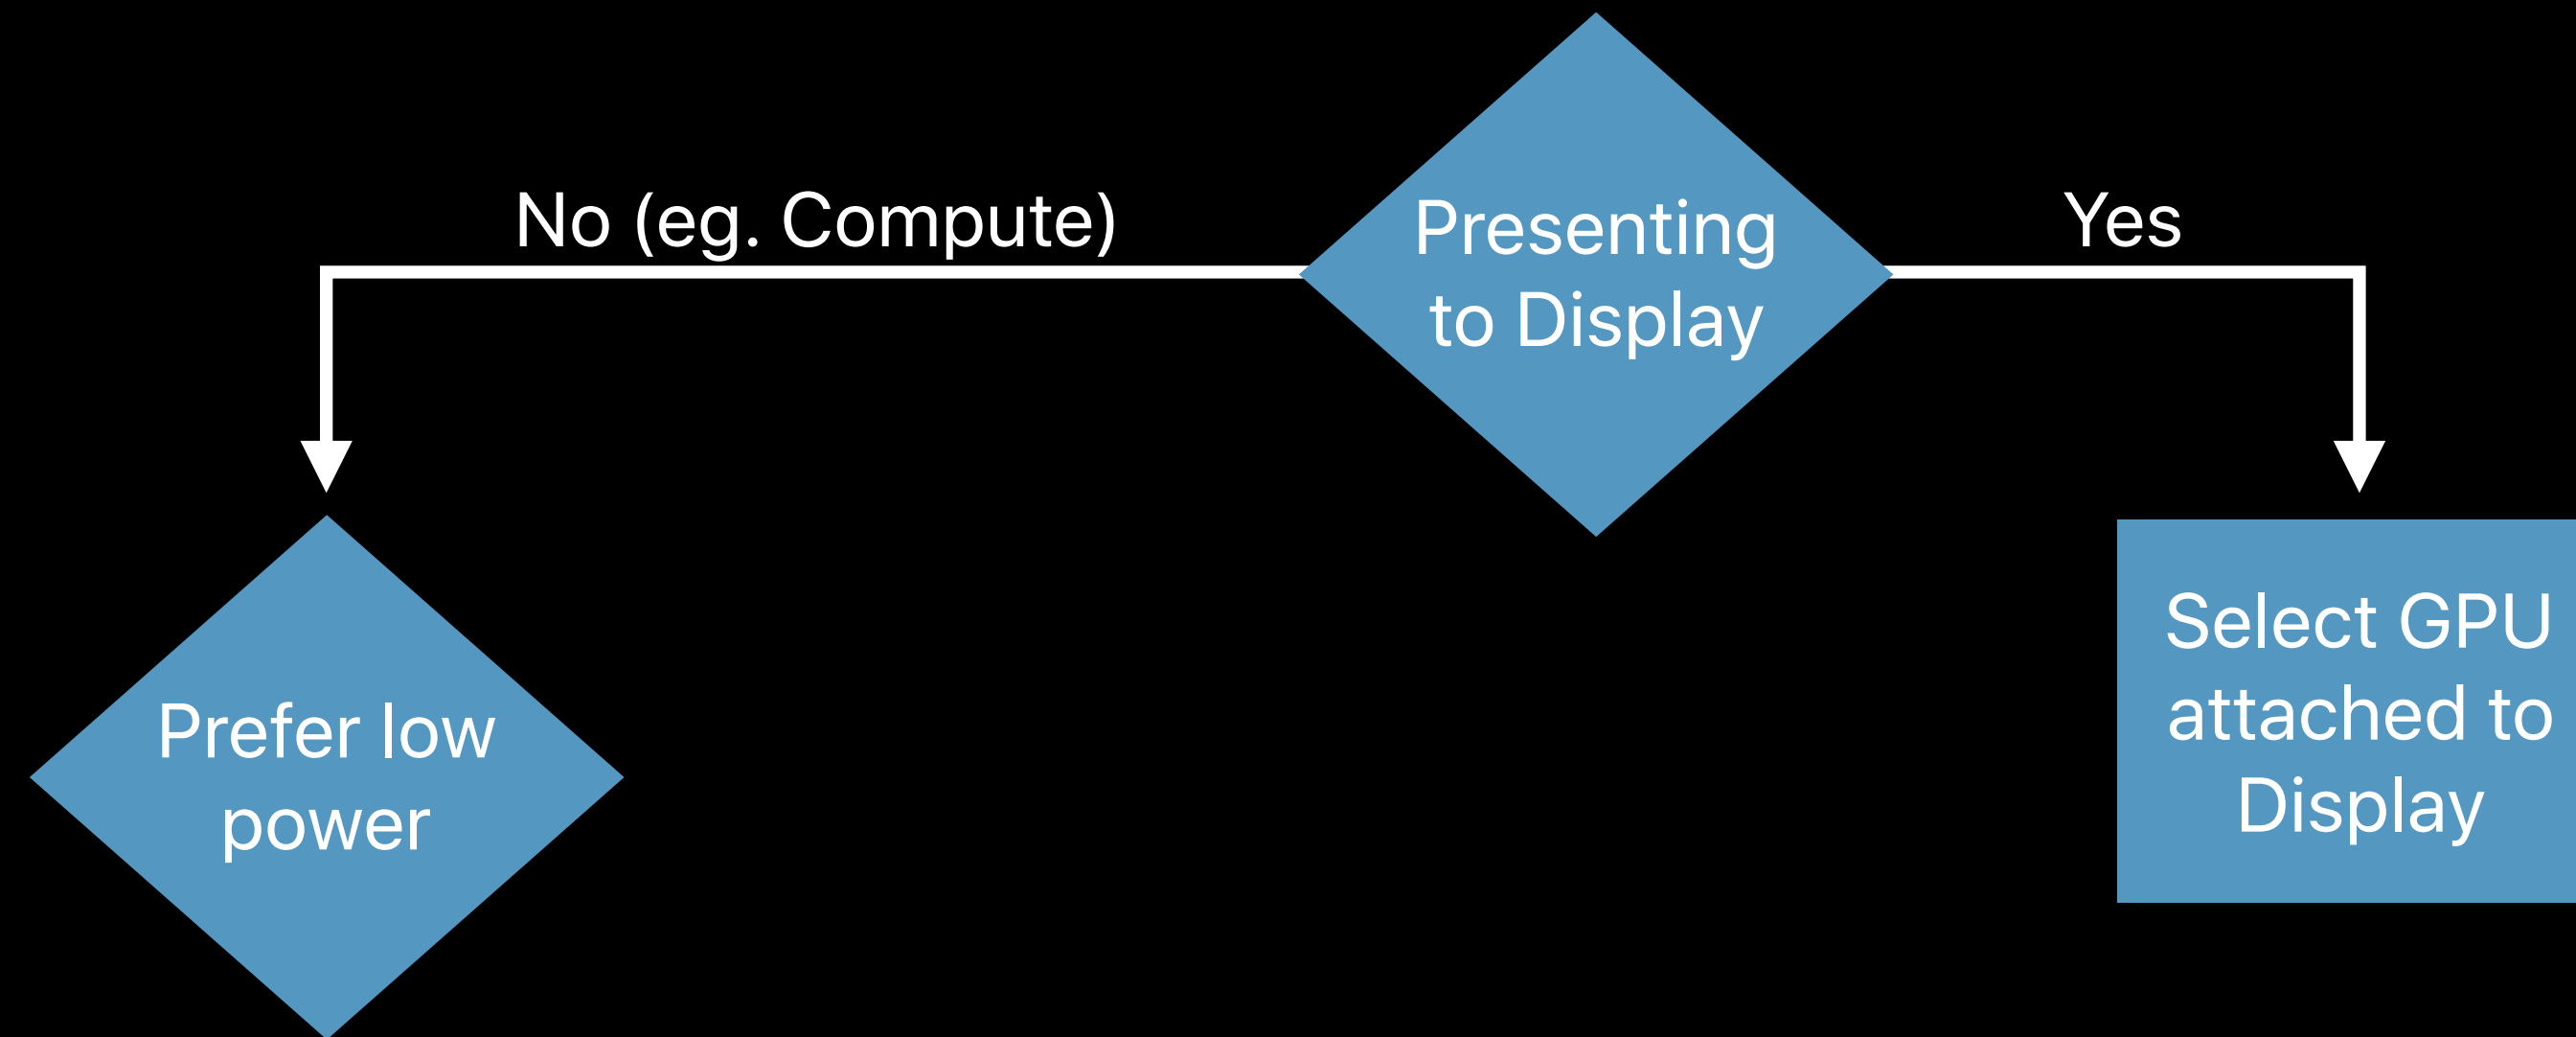 No (eg. Compute)
Presenting
to Display
Yes
Prefer low
power
Select GPU
attached to
Display